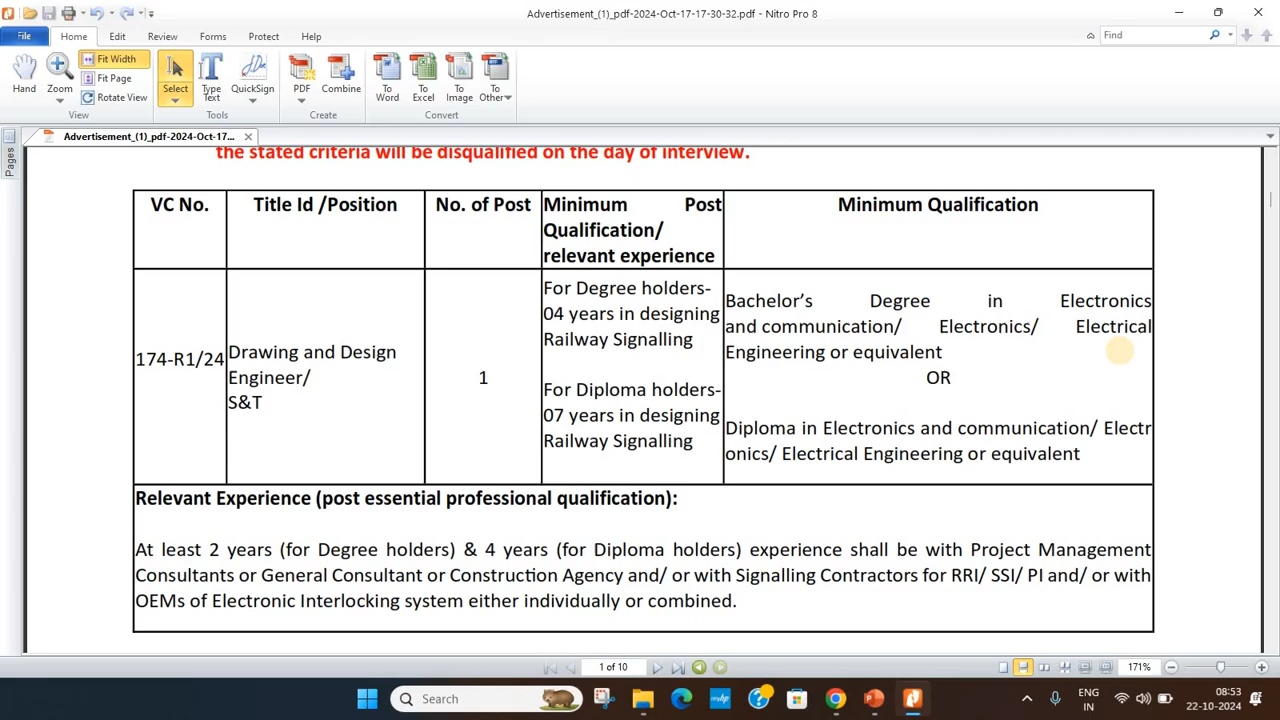 Advertisement_(1)_pdf-2024-Oct-17-17-30-32.pdf - Nitro Pro 8
File Home Edit Review Forms Protect Help Find
Hand Zoom Fit Width Fit Page Rotate View Select Type Text QuickSign PDF Combine To Word To Excel To Image To Other
View Tools Create Convert
Advertisement_(1)_pdf-2024-Oct-17...
Pages
the stated criteria will be disqualified on the day of interview.
VC No. Title Id /Position No. of Post Minimum Post Qualification/ relevant experience Minimum Qualification
174-R1/24
Drawing and Design
Engineer/
S&T
1
For Degree holders-
04 years in designing
Railway Signalling
For Diploma holders-
07 years in designing
Railway Signalling
Bachelor's Degree in Electronics
and communication/ Electronics/ Electrical
Engineering or equivalent
OR
Diploma in Electronics and communication/ Electr
onics/ Electrical Engineering or equivalent
Relevant Experience (post essential professional qualification):
At least 2 years (for Degree holders) & 4 years (for Diploma holders) experience shall be with Project Management
Consultants or General Consultant or Construction Agency and/ or with Signalling Contractors for RRI/ SSI/ PI and/ or with
OEMs of Electronic Interlocking system either individually or combined.
1 of 10
171%
Search
hp
ENG
IN
08:53
22-10-2024